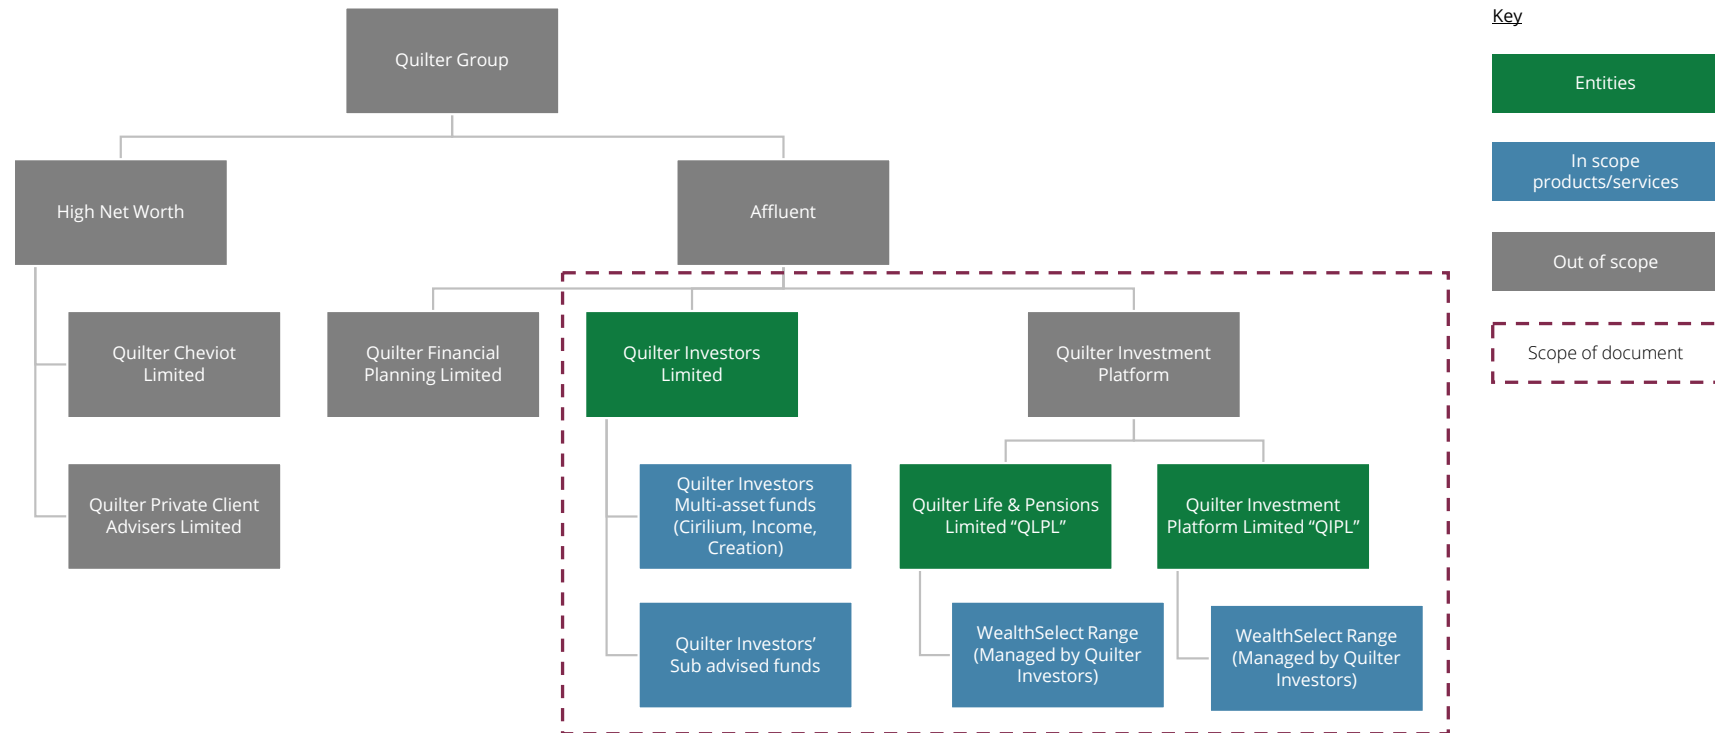 Key
Quilter Group
Entities
In scope
products/services
High Net Worth
Affluent
Out of scope
Scope of document
Quilter Cheviot
Limited
Quilter Financial
Planning Limited
Quilter Investors
Limited
Quilter Investment
Platform
Quilter Private Client
Advisers Limited
Quilter Investors
Multi-asset funds
(Cirilium, Income,
Creation)
Quilter Life & Pensions
Limited “QLPL”
Quilter Investment
Platform Limited “QIPL”
Quilter Investors’
Sub advised funds
WealthSelect Range
(Managed by Quilter
Investors)
WealthSelect Range
(Managed by Quilter
Investors)